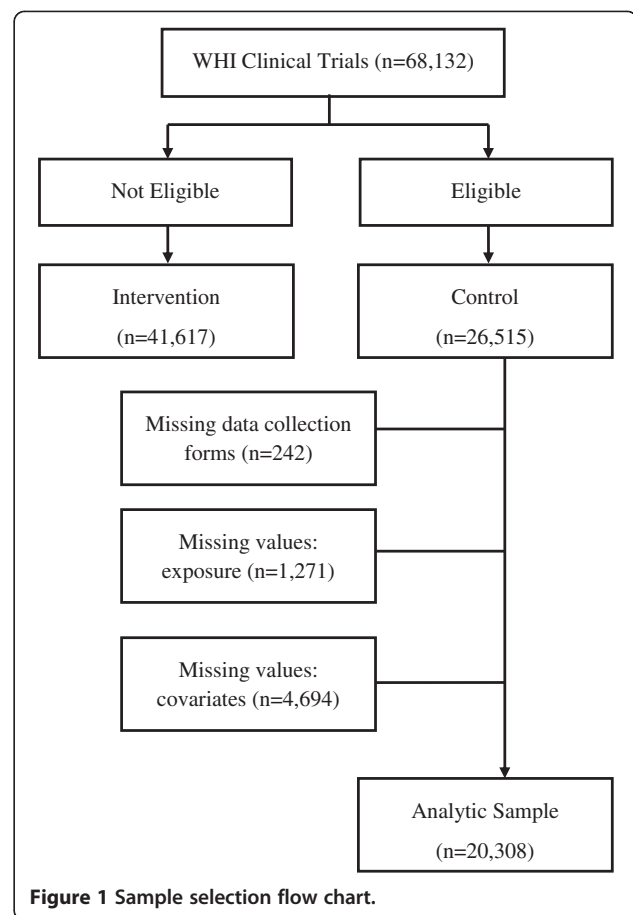 WHI Clinical Trials (n=68,132)
Not Eligible
Eligible
Intervention
(n=41,617)
Control
(n=26,515)
Missing data collection
forms (n=242)
Missing values:
exposure (n=1,271)
Missing values:
covariates (n=4,694)
Analytic Sample
(n=20,308)
Figure 1 Sample selection flow chart.